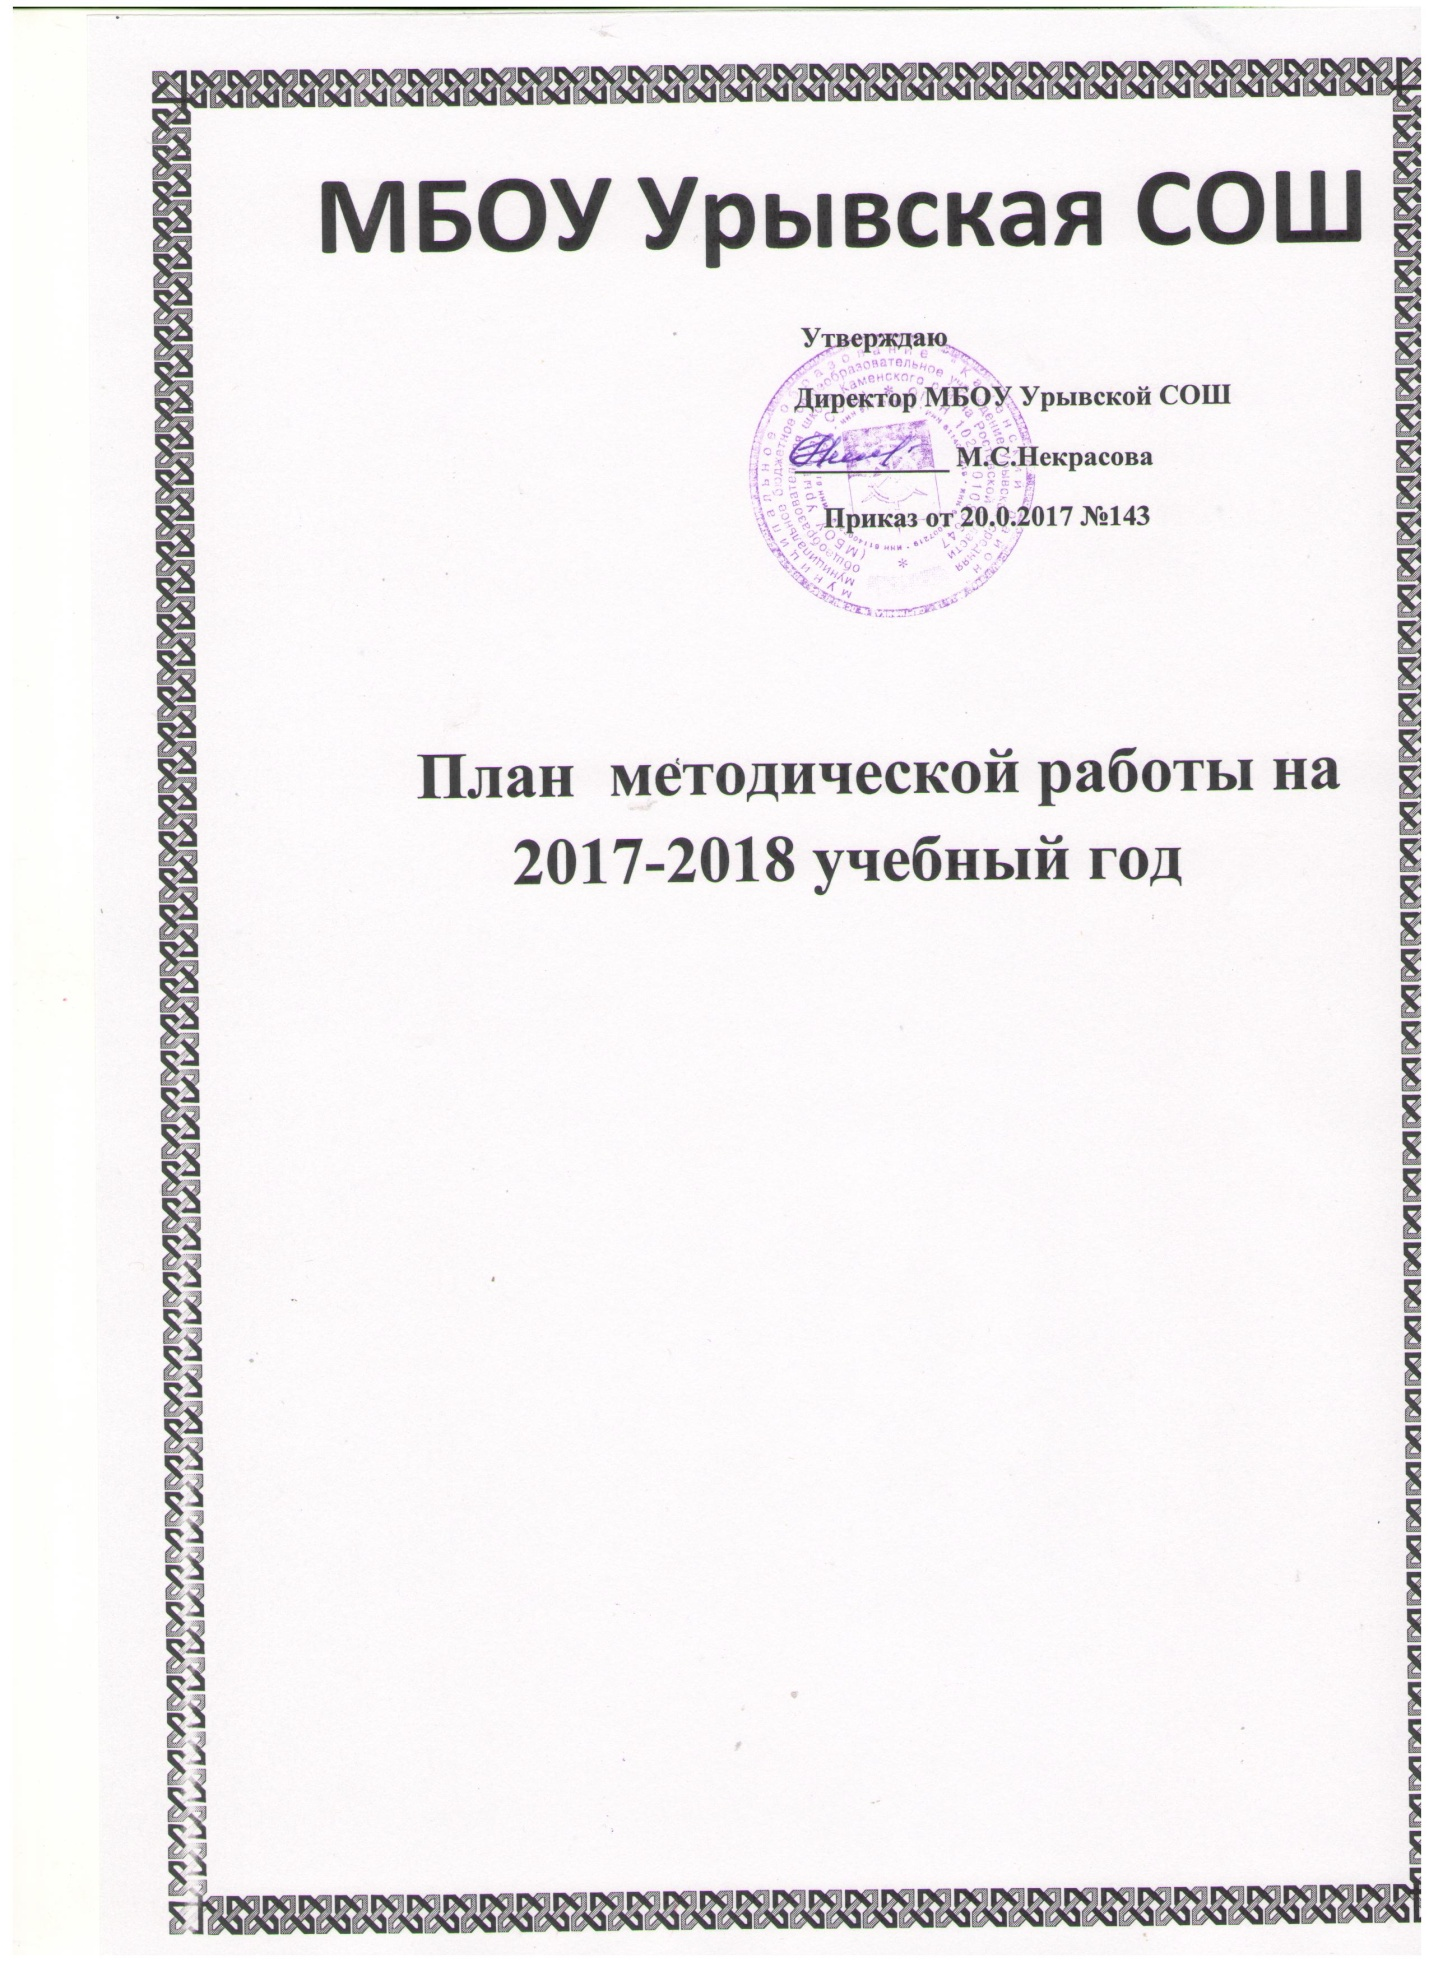 МБОУ Урывская СОШ
Утверждаю
Директор МБОУ Урывской СОШ
М.С.Некрасова
Приказ от 20.0.2017 №143
План методической работы на
2017-2018 учебный год